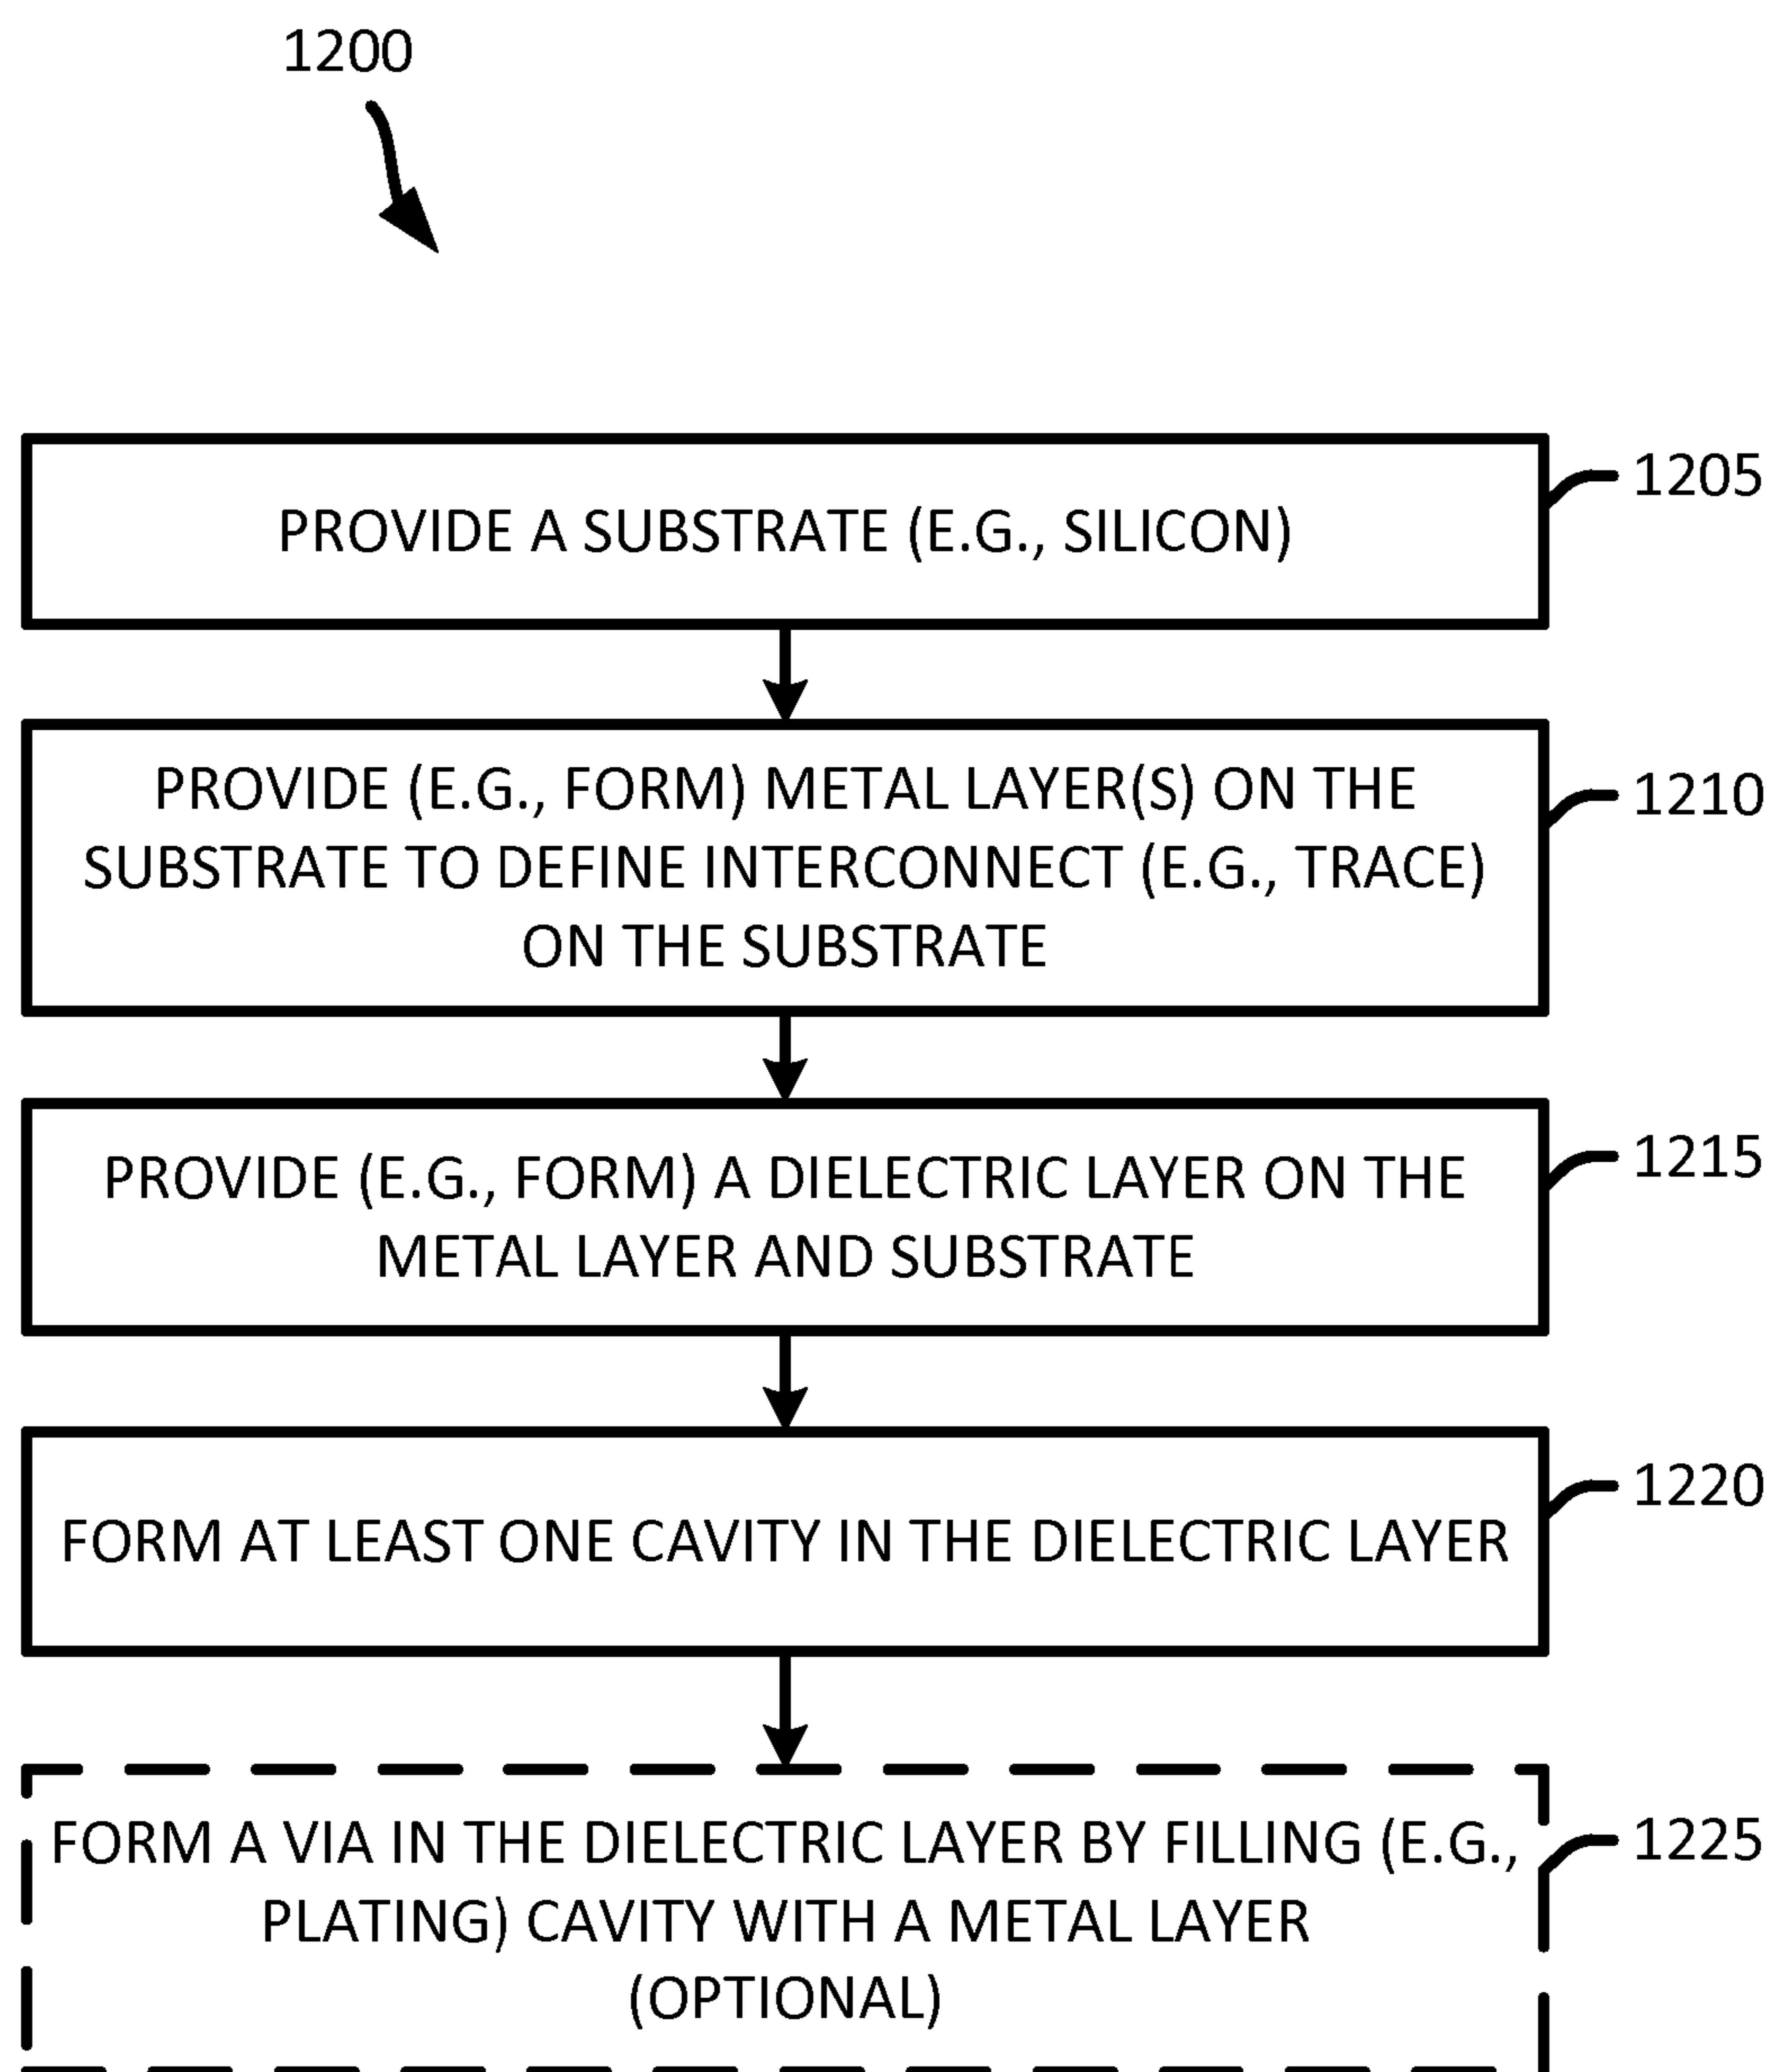 1200
PROVIDE A SUBSTRATE (E.G., SILICON)
1205
PROVIDE (E.G., FORM) METAL LAYER(S) ON THE
SUBSTRATE TO DEFINE INTERCONNECT (E.G., TRACE)
ON THE SUBSTRATE
1210
PROVIDE (E.G., FORM) A DIELECTRIC LAYER ON THE
METAL LAYER AND SUBSTRATE
1215
FORM AT LEAST ONE CAVITY IN THE DIELECTRIC LAYER
1220
FORM A VIA IN THE DIELECTRIC LAYER BY FILLING (E.G.,
PLATING) CAVITY WITH A METAL LAYER
(OPTIONAL)
1225